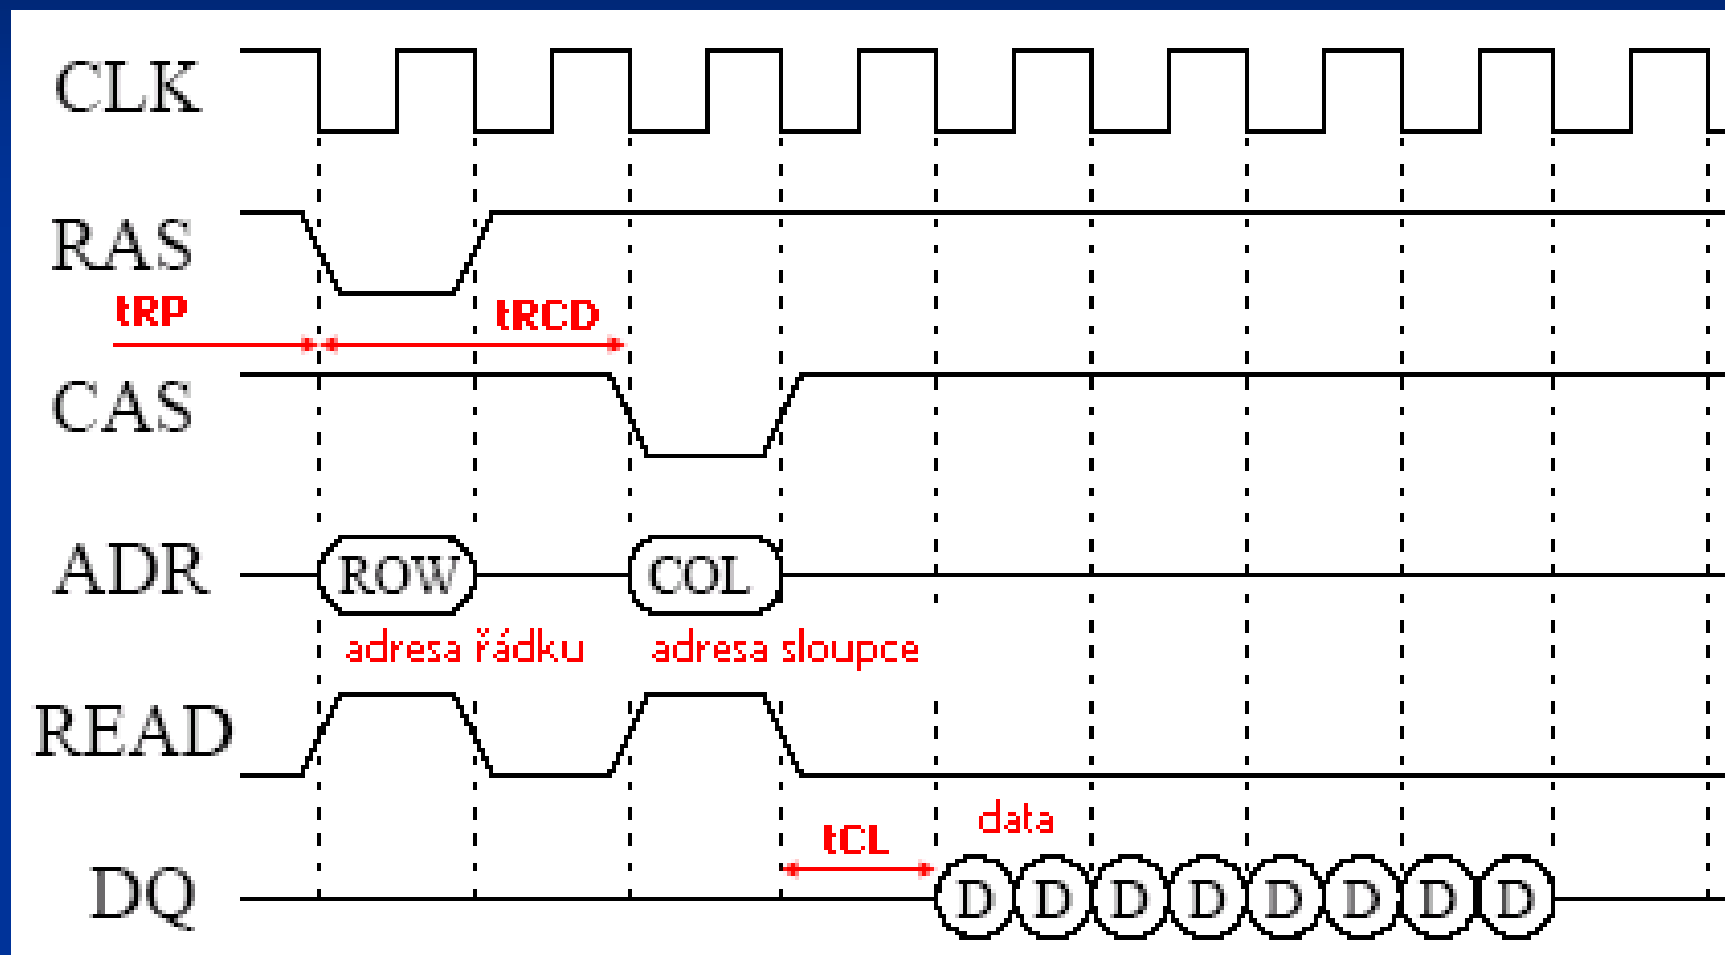 CLK
RAS
tRP
tRCD
CAS
ADR
ROW
COL
adresa řádku
adresa sloupce
READ
data
tCL
DQ
D D D D D D D D